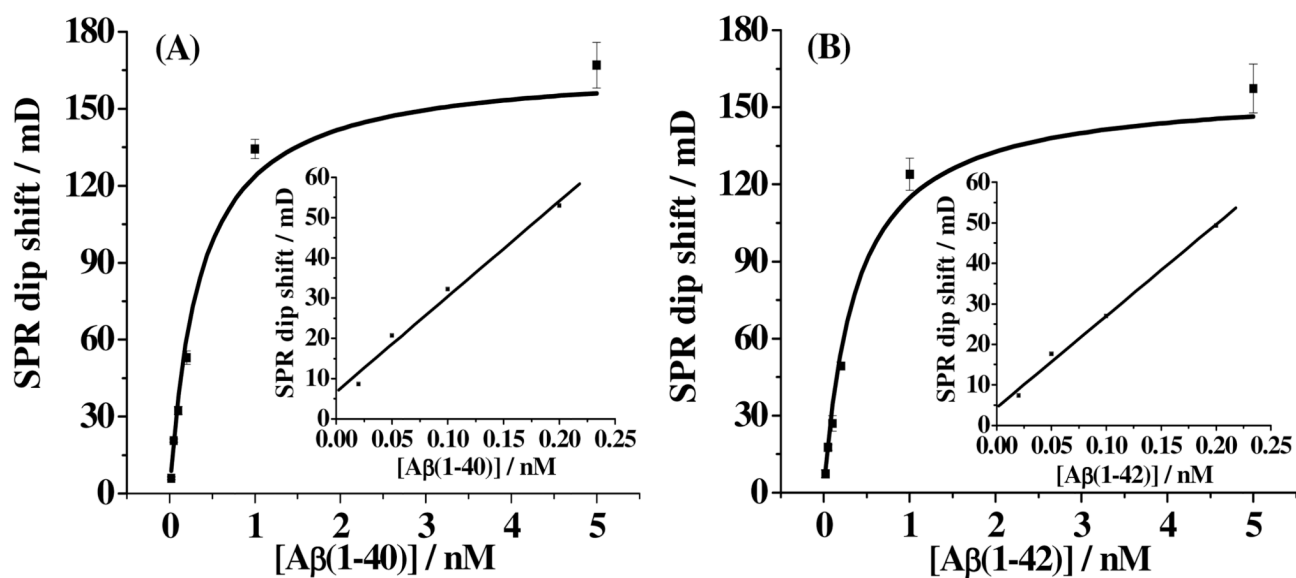 (A)
SPR dip shift / mD
180
150
120
90
60
30
0
0 1 2 3 4 5
[Aβ(1-40)] / nM
SPR dip shift / mD
60
50
40
30
20
10
0
0.00 0.05 0.10 0.15 0.20 0.25
[Aβ(1-40)] / nM
(B)
SPR dip shift / mD
180
150
120
90
60
30
0
0 1 2 3 4 5
[Aβ(1-42)] / nM
SPR dip shift / mD
60
50
40
30
20
10
0
0.00 0.05 0.10 0.15 0.20 0.25
[Aβ(1-42)] / nM